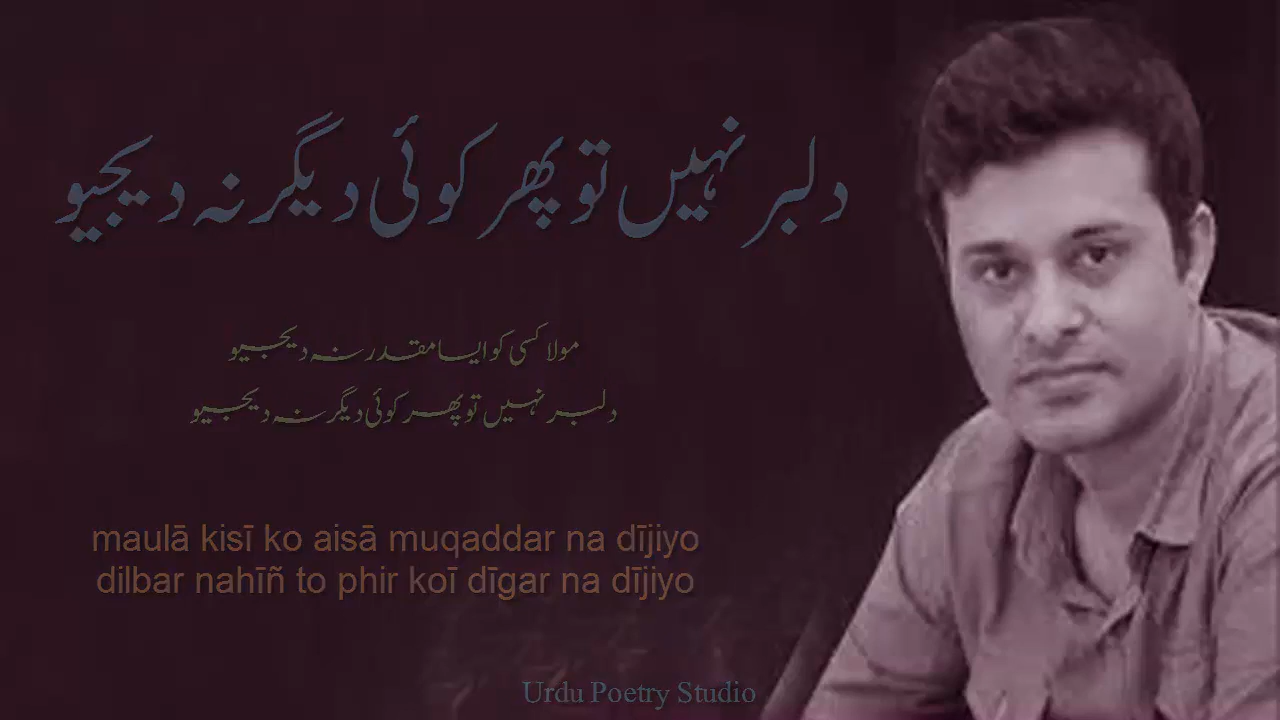 دلبر نہیں تو پھر کوئی دیگر نہ دیجیو
مولا کسی کو ایسا مقدر نہ دیجیو
دلبر نہیں تو پھر کوئی دیگر نہ دیجیو
maulā kisī ko aisā muqaddar na dījiyo
dilbar nahīñ to phir koī dīgar na dījiyo
Urdu Poetry Studio